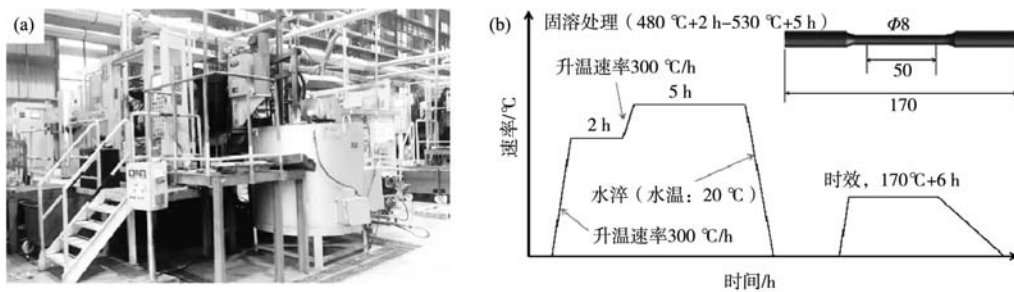 (a)
(b)
固溶处理（480 ℃+2 h–530 ℃+5 h）
Φ8
50
170
升温速率300 ℃/h
5 h
2 h
速率/℃
水淬（水温：20 ℃）
时效，170℃+6 h
升温速率300 ℃/h
时间/h